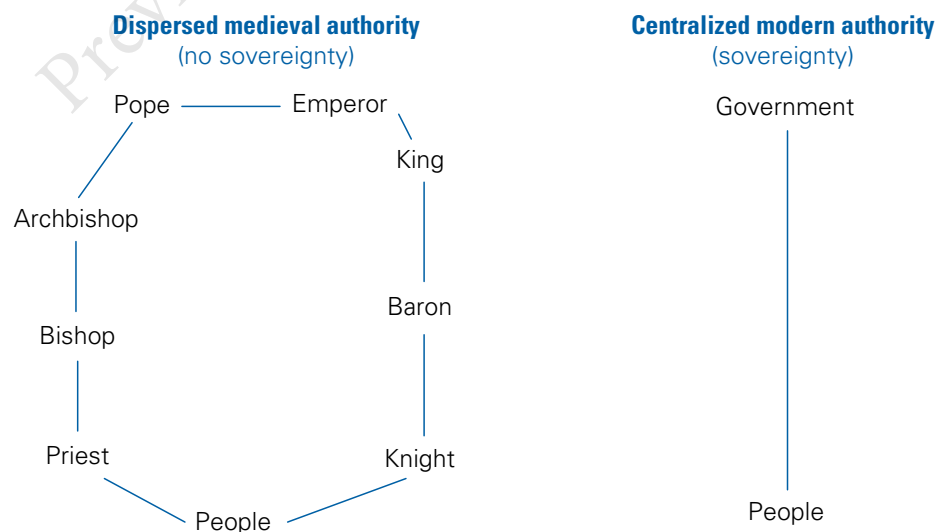 Dispersed medieval authority
(no sovereignty)
Pope
Emperor
King
Archbishop
Baron
Bishop
Priest
Knight
People
Centralized modern authority
(sovereignty)
Government
People